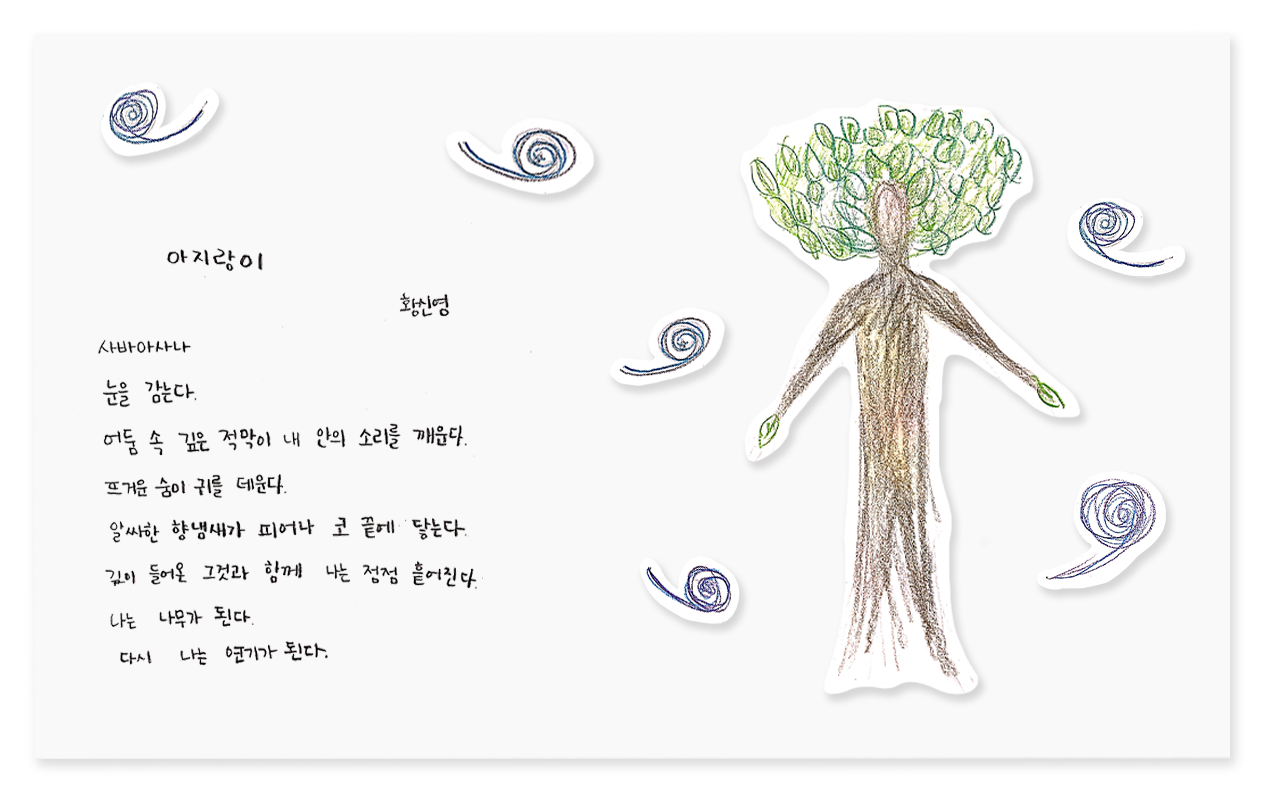 아지랑이
황신영
사바아사나
눈을 감는다.
어둠 속 깊은 적막이 내 안의 소리를 깨운다.
뜨거운 숨이 귀를 데운다.
알싸한 향냄새가 피어나 코 끝에 닿는다.
깊이 들어온 그것과 함께 나는 점점 흩어진다.
나는 나무가 된다.
다시 나는 연기가 된다.